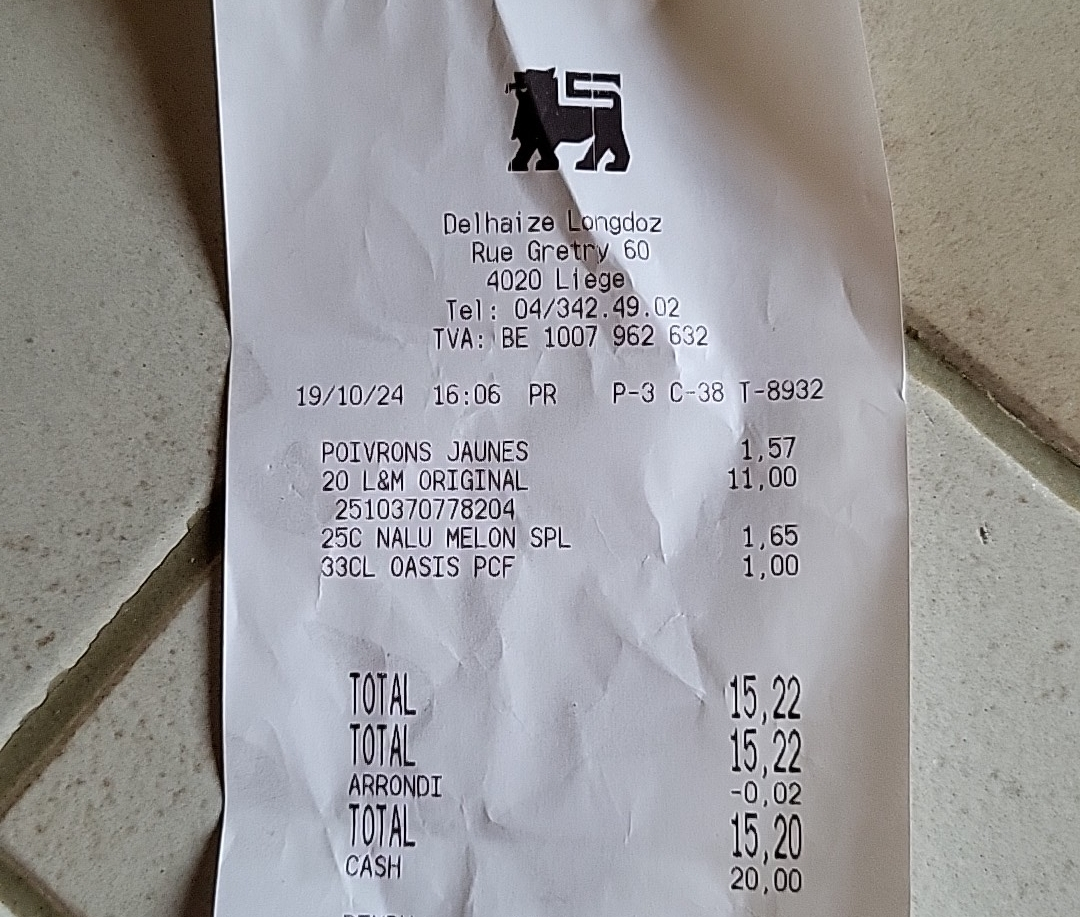 Delhaize Longdoz
Rue Gretry 60
4020 Liege
Tel: 04/342.49.02
TVA: BE 1007 962 632
19/10/24 16:06 PR P-3 C-38 T-8932
POIVRONS JAUNES 1,57
20 L&M ORIGINAL 11,00
2510370778204
25C NALU MELON SPL 1,65
33CL OASIS PCF 1,00
TOTAL 15,22
TOTAL 15,22
ARRONDI -0,02
TOTAL 15,20
CASH 20,00